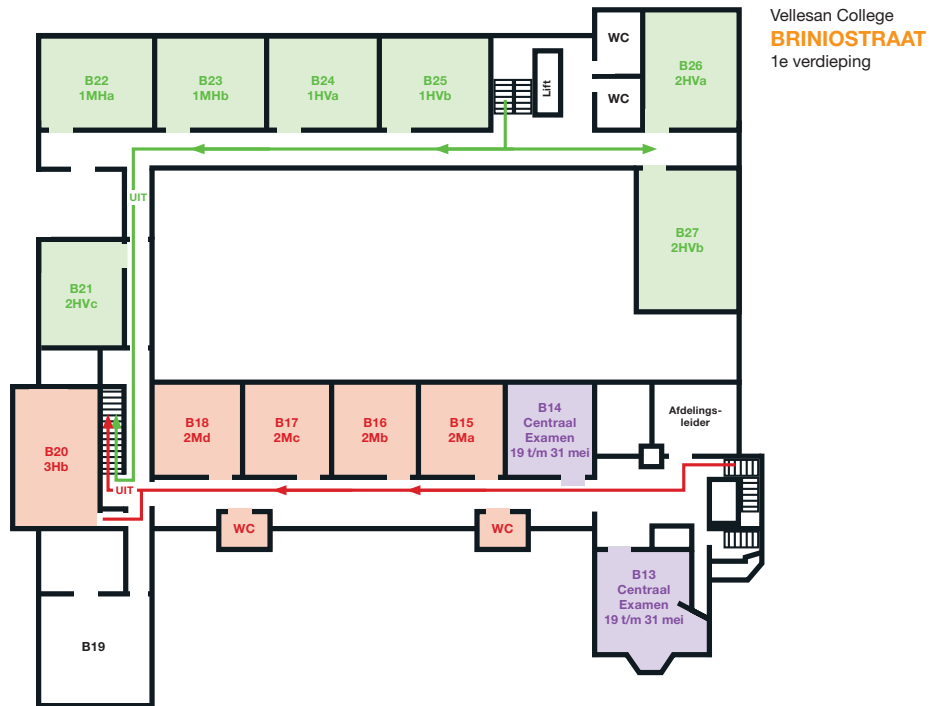 Vellesan College
BRINIOSTRAAT
1e verdieping
WC
WC
B26
2HVa
B22
1MHa
B23
1MHb
B24
1HVa
B25
1HVb
Lift
UIT
B27
2HVb
B21
2HVc
B20
3Hb
UIT
B18
2Md
B17
2Mc
B16
2Mb
B15
2Ma
B14
Centraal
Examen
19 t/m 31 mei
Afdelings-
leider
WC
WC
B13
Centraal
Examen
19 t/m 31 mei
B19